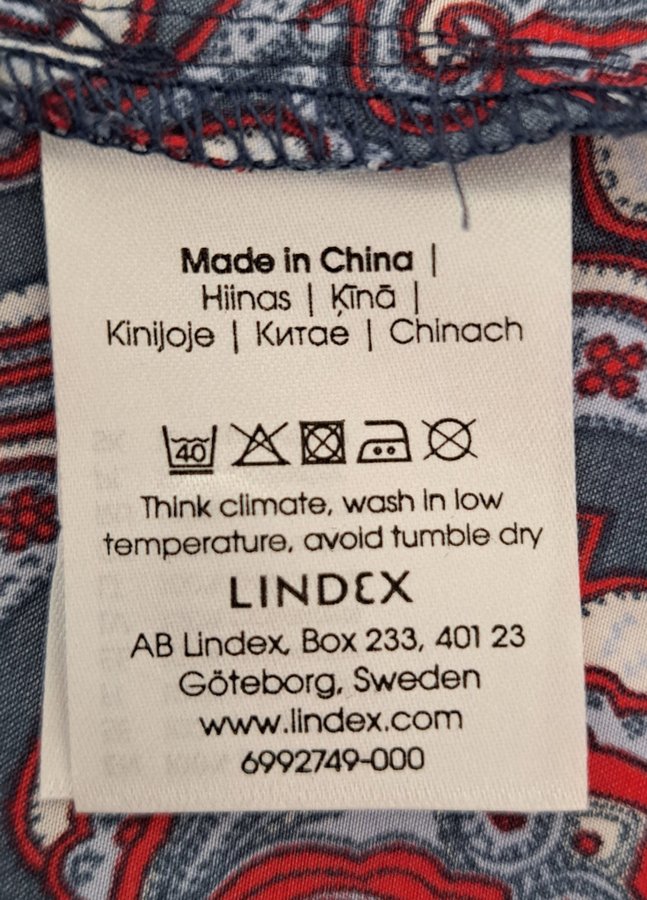 Made in China |
Hiinas | Ķīnā |
Kinijoje | Китае | Chinach
40
Think climate, wash in low
temperature, avoid tumble dry
LINDEX
AB Lindex, Box 233, 401 23
Göteborg, Sweden
www.lindex.com
6992749-000